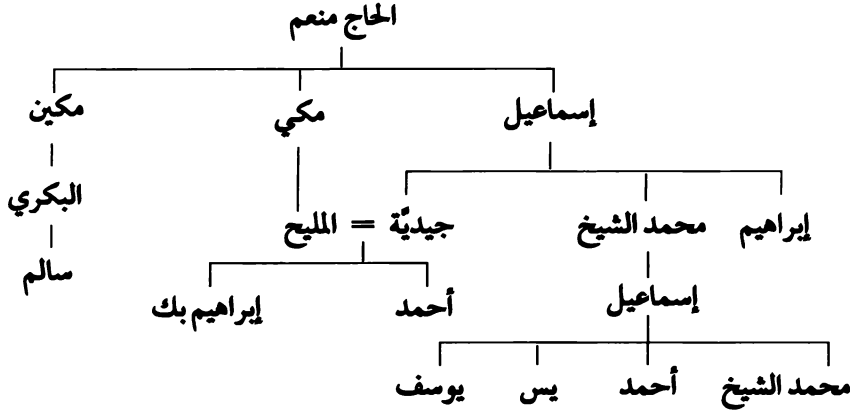 الحاج منعم
إسماعيل مكي مكين
البكري
إبراهيم محمد الشيخ جيديَّة = المليح
سالم
إسماعيل
أحمد إبراهيم بك
محمد الشيخ أحمد يس يوسف